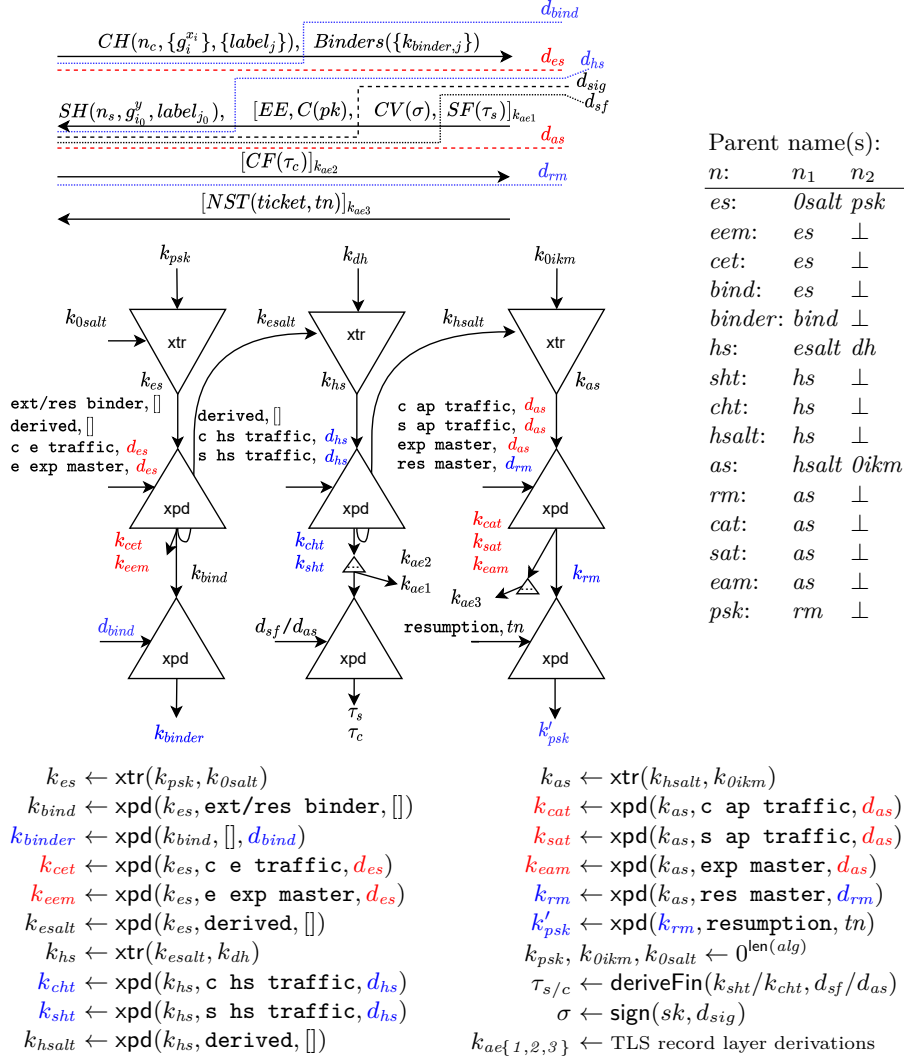 d_bind
CH(n_c, {g_i^{x_i}}, {label_j}), Binders({k_{binder,j}})
d_es
d_hs
d_sig
d_sf
SH(n_s, g_{i_0}^y, label_{j_0}), [EE, C(pk), CV(σ), SF(τ_s)]_{k_{ae1}}
d_as
[CF(τ_c)]_{k_{ae2}}
d_rm
[NST(ticket, tn)]_{k_{ae3}}
Parent name(s):
n: n_1 n_2
es: 0salt psk
eem: es ⊥
cet: es ⊥
bind: es ⊥
binder: bind ⊥
hs: esalt dh
sht: hs ⊥
cht: hs ⊥
hsalt: hs ⊥
as: hsalt 0ikm
rm: as ⊥
cat: as ⊥
sat: as ⊥
eam: as ⊥
psk: rm ⊥
k_psk
k_dh
k_0ikm
k_0salt
k_esalt
k_hsalt
xtr
xtr
xtr
k_es
k_hs
k_as
ext/res binder, []
derived, []
c e traffic, d_es
e exp master, d_es
derived, []
c hs traffic, d_hs
s hs traffic, d_hs
c ap traffic, d_as
s ap traffic, d_as
exp master, d_as
res master, d_rm
xpd
xpd
xpd
k_cet
k_eem
k_bind
k_cht
k_sht
k_ae2
k_ae1
k_cat
k_sat
k_eam
k_ae3
k_rm
d_bind
d_sf/d_as
resumption, tn
xpd
xpd
xpd
k_binder
τ_s
τ_c
k'_psk
k_es ← xtr(k_psk, k_0salt)
k_bind ← xpd(k_es, ext/res binder, [])
k_binder ← xpd(k_bind, [], d_bind)
k_cet ← xpd(k_es, c e traffic, d_es)
k_eem ← xpd(k_es, e exp master, d_es)
k_esalt ← xpd(k_es, derived, [])
k_hs ← xtr(k_esalt, k_dh)
k_cht ← xpd(k_hs, c hs traffic, d_hs)
k_sht ← xpd(k_hs, s hs traffic, d_hs)
k_hsalt ← xpd(k_hs, derived, [])
k_as ← xtr(k_hsalt, k_0ikm)
k_cat ← xpd(k_as, c ap traffic, d_as)
k_sat ← xpd(k_as, s ap traffic, d_as)
k_eam ← xpd(k_as, exp master, d_as)
k_rm ← xpd(k_as, res master, d_rm)
k'_psk ← xpd(k_rm, resumption, tn)
k_psk, k_0ikm, k_0salt ← 0^{len(alg)}
τ_{s/c} ← deriveFin(k_sht/k_cht, d_sf/d_as)
σ ← sign(sk, d_sig)
k_{ae{1,2,3}} ← TLS record layer derivations